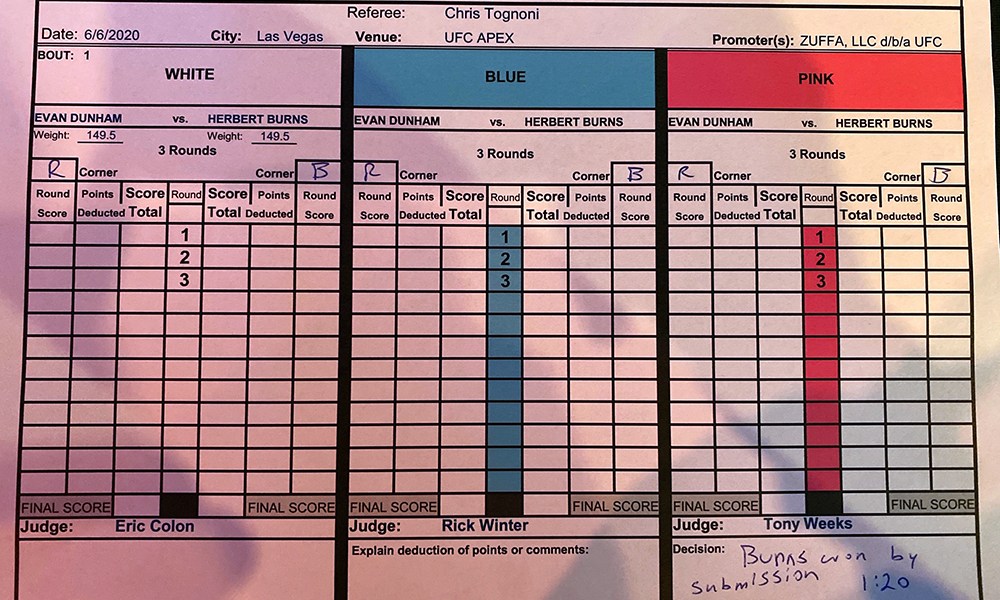 Referee: Chris Tognoni
Date: 6/6/2020 City: Las Vegas Venue: UFC APEX Promoter(s): ZUFFA, LLC d/b/a UFC
BOUT: 1
WHITE BLUE PINK
EVAN DUNHAM vs. HERBERT BURNS EVAN DUNHAM vs. HERBERT BURNS EVAN DUNHAM vs. HERBERT BURNS
Weight: 149.5 Weight: 149.5
3 Rounds 3 Rounds 3 Rounds
R Corner Corner B R Corner Corner B R Corner Corner B
Round Points Score Round Score Points Round Round Points Score Round Score Points Round Round Points Score Round Score Points Round
Score Deducted Total Total Deducted Score Score Deducted Total Total Deducted Score Score Deducted Total Total Deducted Score
1 1 1
2 2 2
3 3 3
FINAL SCORE FINAL SCORE FINAL SCORE FINAL SCORE FINAL SCORE FINAL SCORE
Judge: Eric Colon Judge: Rick Winter Judge: Tony Weeks
Explain deduction of points or comments: Decision: Burns won by
submission 1:20